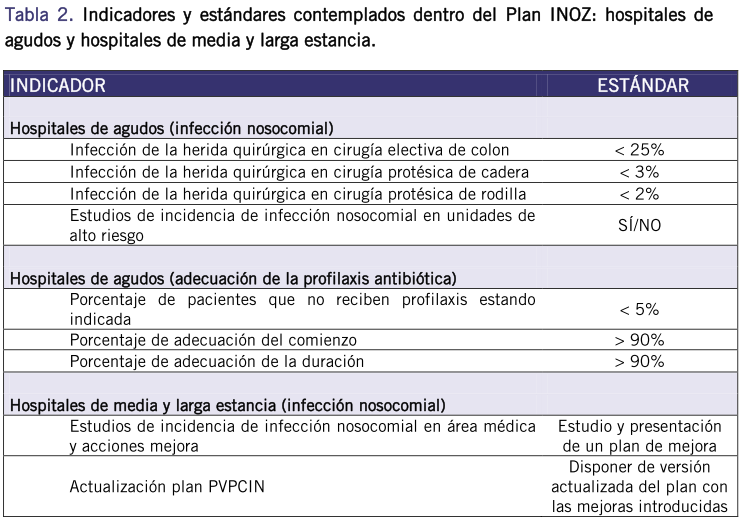 Tabla 2. Indicadores y estándares contemplados dentro del Plan INOZ: hospitales de
agudos y hospitales de media y larga estancia.
INDICADOR ESTÁNDAR
Hospitales de agudos (infección nosocomial)
Infección de la herida quirúrgica en cirugía electiva de colon < 25%
Infección de la herida quirúrgica en cirugía protésica de cadera < 3%
Infección de la herida quirúrgica en cirugía protésica de rodilla < 2%
Estudios de incidencia de infección nosocomial en unidades de
alto riesgo
SÍ/NO
Hospitales de agudos (adecuación de la profilaxis antibiótica)
Porcentaje de pacientes que no reciben profilaxis estando
indicada
< 5%
Porcentaje de adecuación del comienzo > 90%
Porcentaje de adecuación de la duración > 90%
Hospitales de media y larga estancia (infección nosocomial)
Estudios de incidencia de infección nosocomial en área médica
y acciones mejora
Estudio y presentación
de un plan de mejora
Actualización plan PVPCIN
Disponer de versión
actualizada del plan con
las mejoras introducidas